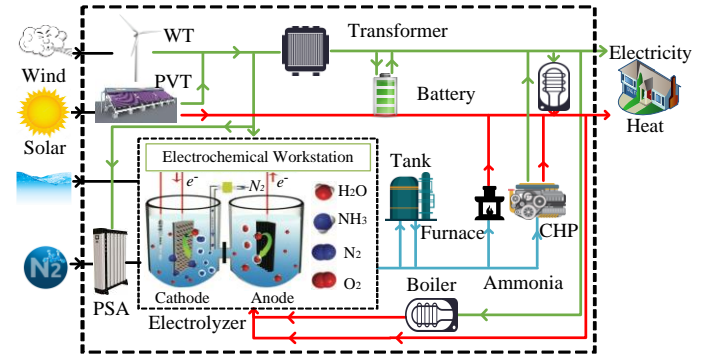 WT
Transformer
Electricity
Wind
PVT
Battery
Heat
Solar
Electrochemical Workstation
Tank
e-
N2
e-
H2O
NH3
N2
O2
Furnace
CHP
N2
PSA
Cathode
Anode
Boiler
Ammonia
Electrolyzer